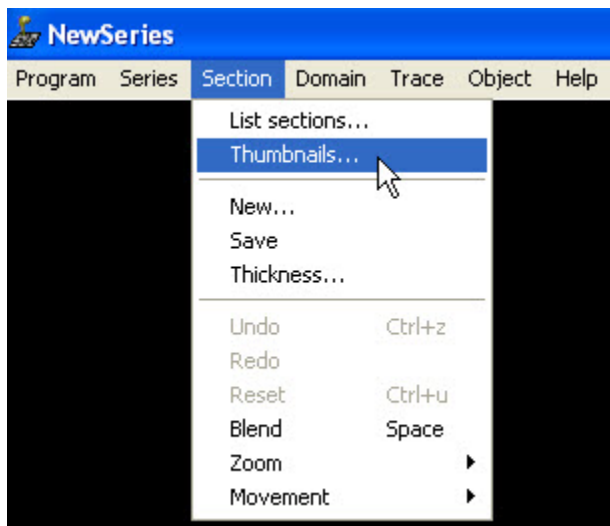 NewSeries
Program Series Section Domain Trace Object Help
List sections...
Thumbnails...
New...
Save
Thickness...
Undo Ctrl+z
Redo
Reset Ctrl+u
Blend Space
Zoom
Movement